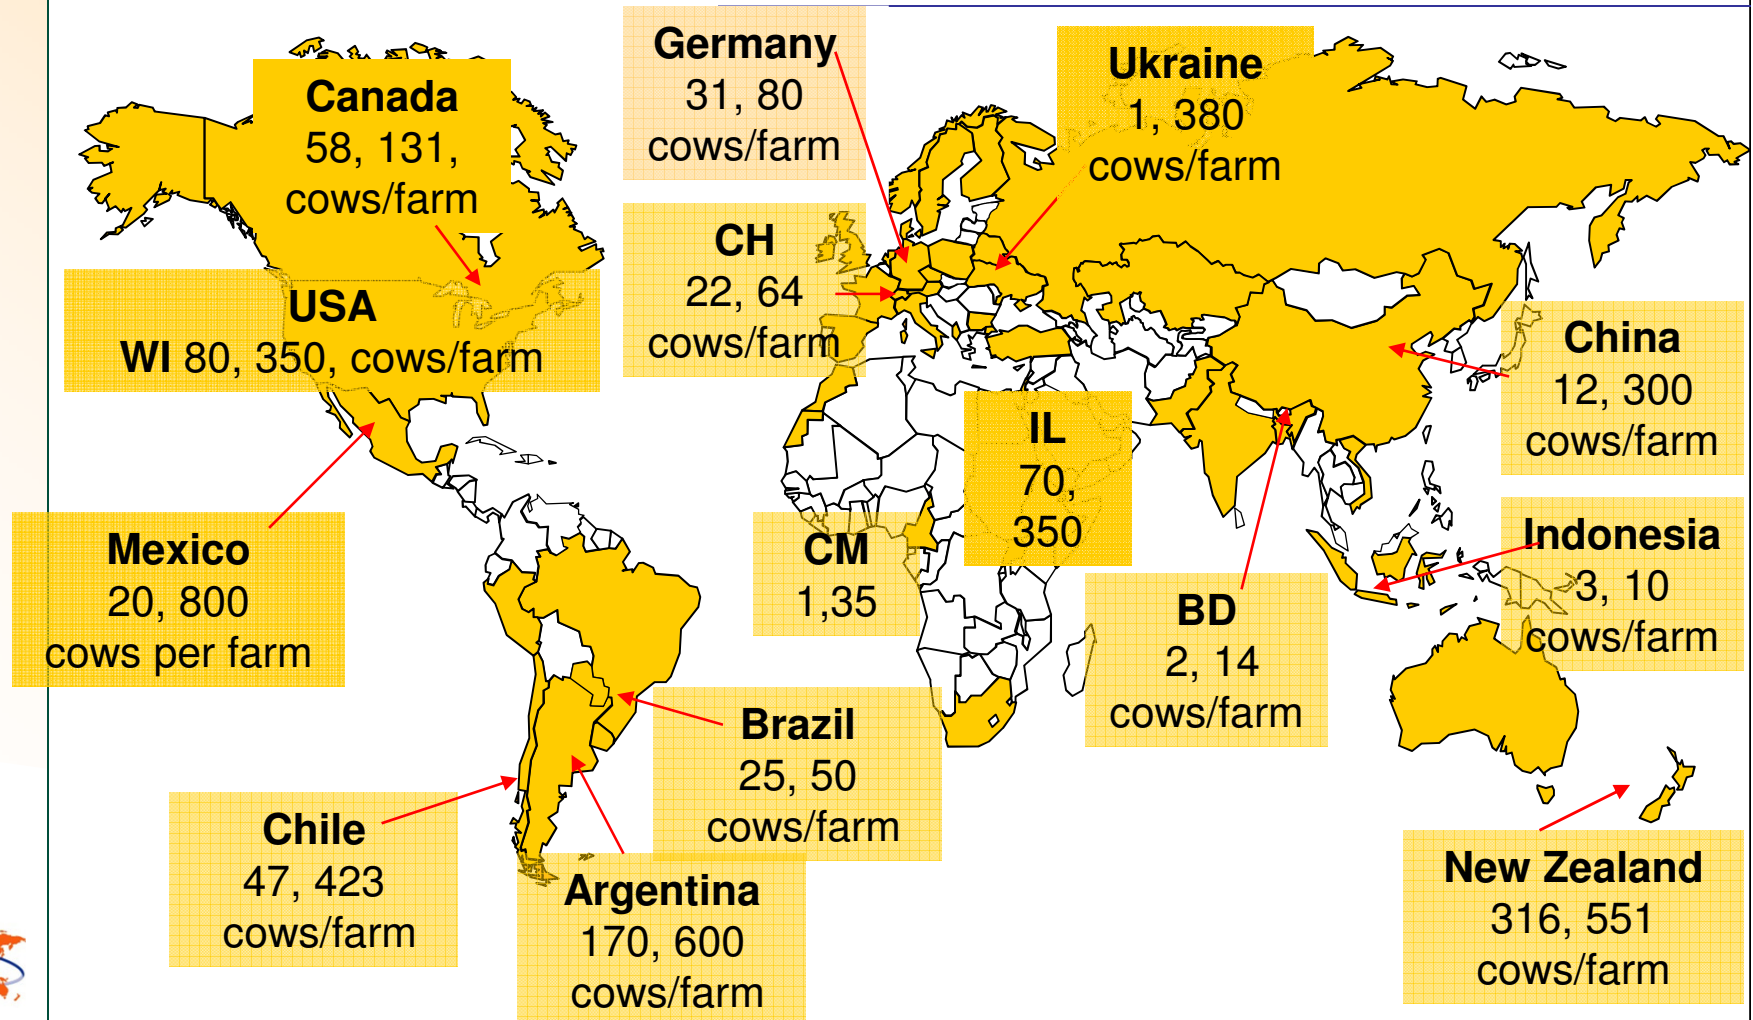 Germany
31, 80
cows/farm
Ukraine
1, 380
cows/farm
Canada
58, 131,
cows/farm
CH
22, 64
cows/farm
USA
WI 80, 350, cows/farm
China
12, 300
cows/farm
IL
70,
350
Mexico
20, 800
cows per farm
CM
1,35
Indonesia
3, 10
cows/farm
BD
2, 14
cows/farm
Brazil
25, 50
cows/farm
Chile
47, 423
cows/farm
Argentina
170, 600
cows/farm
New Zealand
316, 551
cows/farm